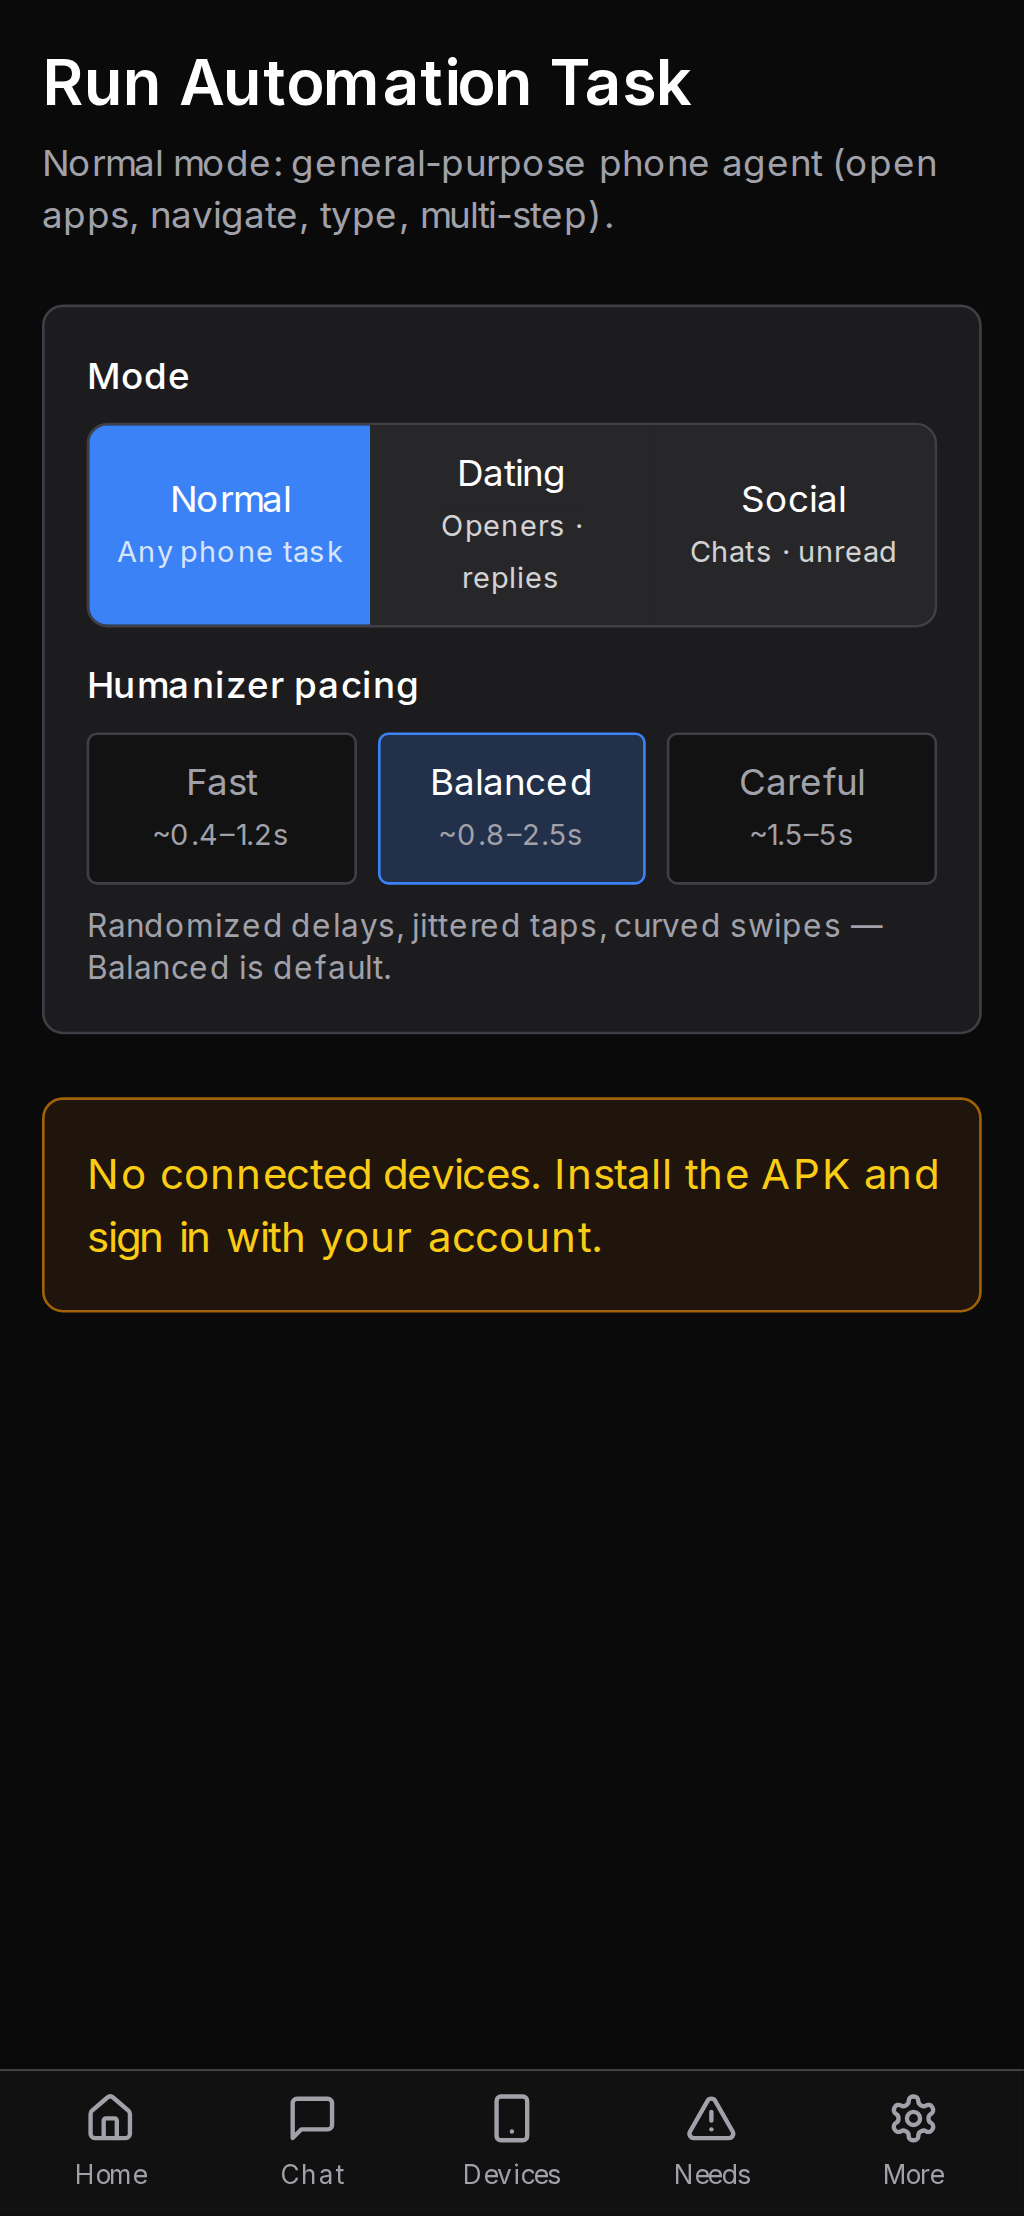 Run Automation Task
Normal mode: general-purpose phone agent (open
apps, navigate, type, multi-step).
Mode
Normal
Any phone task
Dating
Openers ·
replies
Social
Chats · unread
Humanizer pacing
Fast
~0.4–1.2s
Balanced
~0.8–2.5s
Careful
~1.5–5s
Randomized delays, jittered taps, curved swipes —
Balanced is default.
No connected devices. Install the APK and
sign in with your account.
Home
Chat
Devices
Needs
More